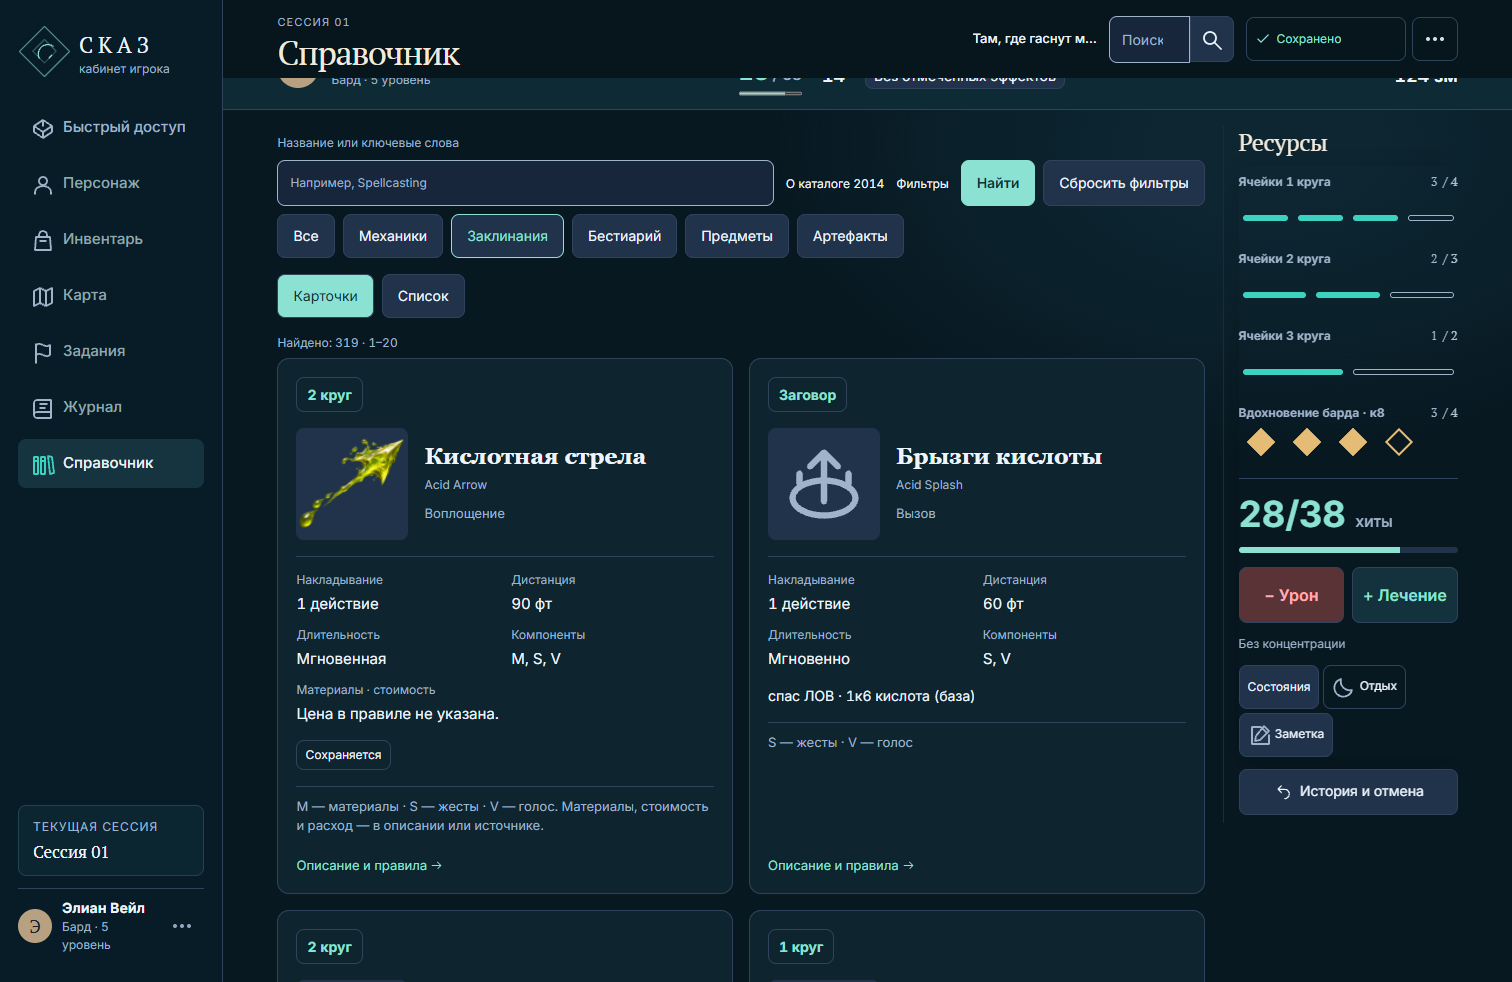 СКАЗ
кабинет игрока
Быстрый доступ
Персонаж
Инвентарь
Карта
Задания
Журнал
Справочник
ТЕКУЩАЯ СЕССИЯ
Сессия 01
Э
Элиан Вейл
Бард · 5
уровень
СЕССИЯ 01
Справочник
Там, где гаснут м...
Поиск
Сохранено
Бард · 5 уровень
14
Без отмеченных эффектов
124 зм
Название или ключевые слова
Например, Spellcasting
О каталоге 2014
Фильтры
Найти
Сбросить фильтры
Все
Механики
Заклинания
Бестиарий
Предметы
Артефакты
Карточки
Список
Найдено: 319 · 1–20
2 круг
Кислотная стрела
Acid Arrow
Воплощение
Накладывание
Дистанция
1 действие
90 фт
Длительность
Компоненты
Мгновенная
M, S, V
Материалы · стоимость
Цена в правиле не указана.
Сохраняется
M — материалы · S — жесты · V — голос. Материалы, стоимость
и расход — в описании или источнике.
Описание и правила →
Заговор
Брызги кислоты
Acid Splash
Вызов
Накладывание
Дистанция
1 действие
60 фт
Длительность
Компоненты
Мгновенно
S, V
спас ЛОВ · 1к6 кислота (база)
S — жесты · V — голос
Описание и правила →
2 круг
1 круг
Ресурсы
Ячейки 1 круга
3 / 4
Ячейки 2 круга
2 / 3
Ячейки 3 круга
1 / 2
Вдохновение барда · к8
3 / 4
28/38 хиты
− Урон
+ Лечение
Без концентрации
Состояния
Отдых
Заметка
История и отмена